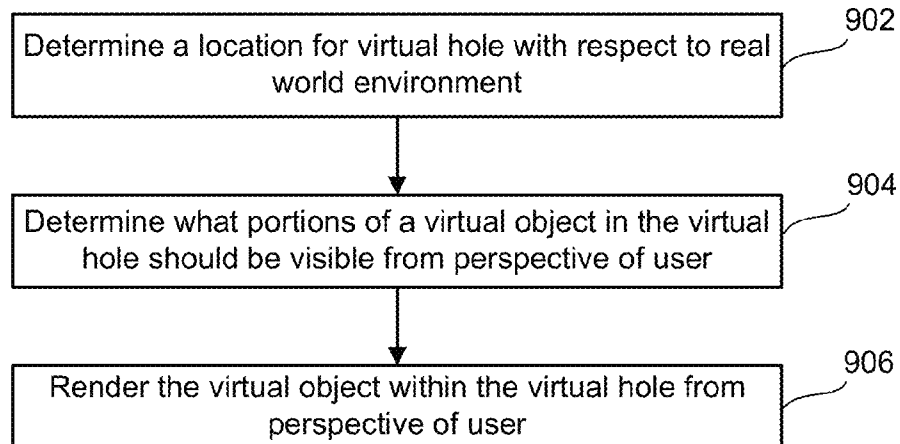 902
Determine a location for virtual hole with respect to real
world environment
904
Determine what portions of a virtual object in the virtual
hole should be visible from perspective of user
906
Render the virtual object within the virtual hole from
perspective of user